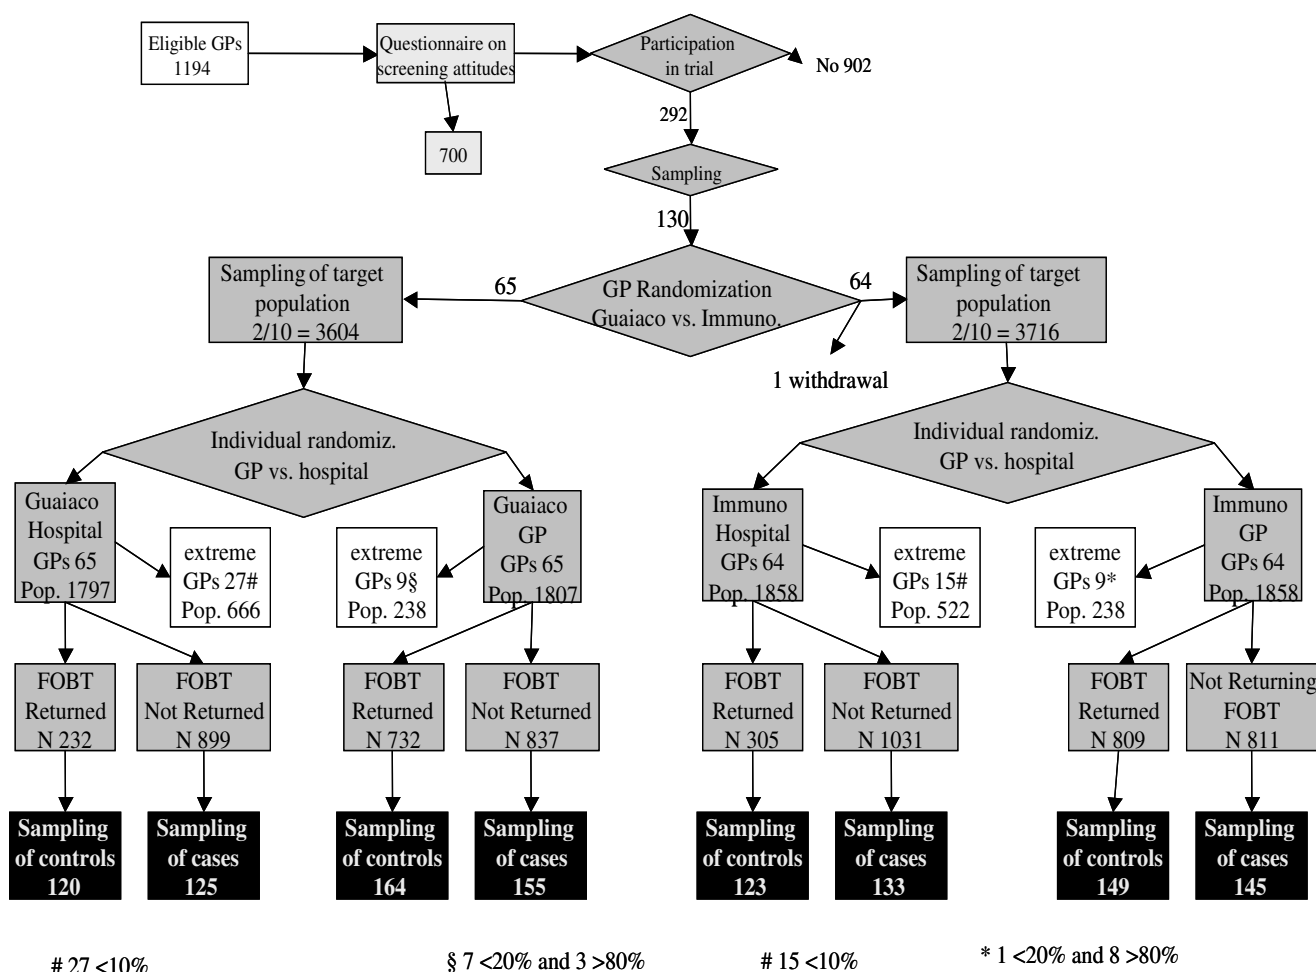 Eligible GPs
1194
Questionnaire on
screening attitudes
Participation
in trial
No 902
700
292
Sampling
130
Sampling of target
population
2/10 = 3604
65
GP Randomization
Guaiaco vs. Immuno.
64
Sampling of target
population
2/10 = 3716
1 withdrawal
Individual randomiz.
GP vs. hospital
Individual randomiz.
GP vs. hospital
Guaiaco
Hospital
GPs 65
Pop. 1797
extreme
GPs 27#
Pop. 666
extreme
GPs 9§
Pop. 238
Guaiaco
GP
GPs 65
Pop. 1807
Immuno
Hospital
GPs 64
Pop. 1858
extreme
GPs 15#
Pop. 522
extreme
GPs 9*
Pop. 238
Immuno
GP
GPs 64
Pop. 1858
FOBT
Returned
N 232
FOBT
Not Returned
N 899
FOBT
Returned
N 732
FOBT
Not Returned
N 837
FOBT
Returned
N 305
FOBT
Not Returned
N 1031
FOBT
Returned
N 809
Not Returning
FOBT
N 811
Sampling
of controls
120
Sampling
of cases
125
Sampling
of controls
164
Sampling
of cases
155
Sampling
of controls
123
Sampling
of cases
133
Sampling
of controls
149
Sampling
of cases
145
# 27 <10%
§ 7 <20% and 3 >80%
# 15 <10%
* 1 <20% and 8 >80%